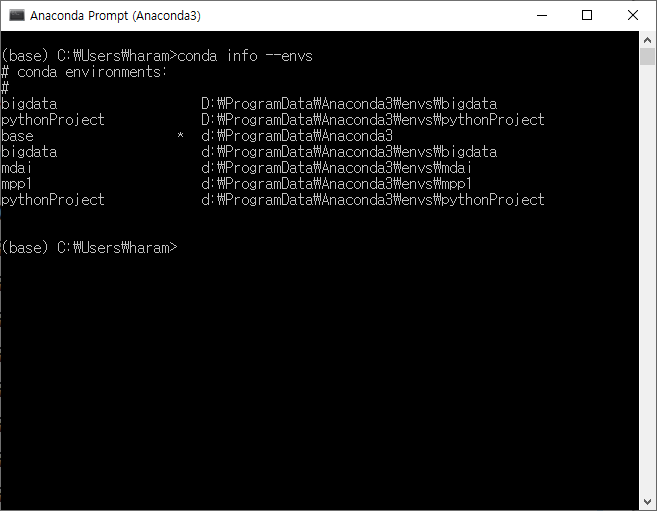 Anaconda Prompt (Anaconda3)
(base) C:₩Users₩haram>conda info --envs
# conda environments:
#
bigdata                  D:₩ProgramData₩Anaconda3₩envs₩bigdata
pythonProject            D:₩ProgramData₩Anaconda3₩envs₩pythonProject
base                  *  d:₩ProgramData₩Anaconda3
bigdata                  d:₩ProgramData₩Anaconda3₩envs₩bigdata
mdai                     d:₩ProgramData₩Anaconda3₩envs₩mdai
mpp1                     d:₩ProgramData₩Anaconda3₩envs₩mpp1
pythonProject            d:₩ProgramData₩Anaconda3₩envs₩pythonProject
(base) C:₩Users₩haram>